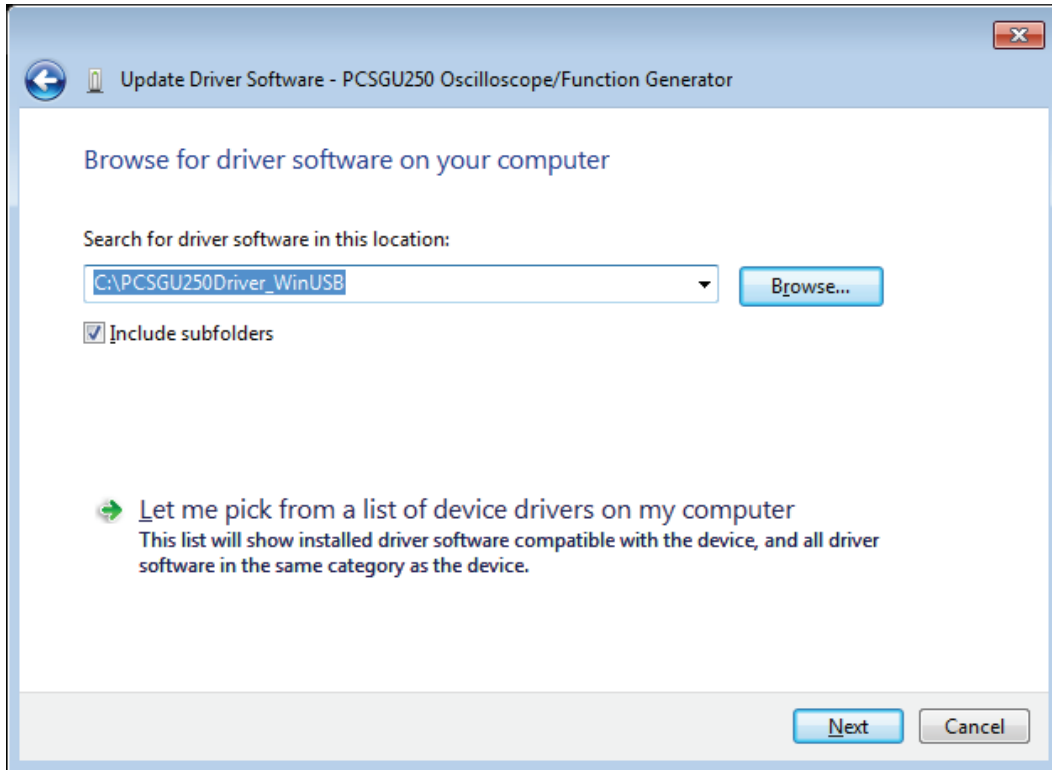 Update Driver Software - PCSGU250 Oscilloscope/Function Generator
Browse for driver software on your computer
Search for driver software in this location:
C:\PCSGU250Driver_WinUSB
Browse...
Include subfolders
Let me pick from a list of device drivers on my computer
This list will show installed driver software compatible with the device, and all driver
software in the same category as the device.
Next
Cancel